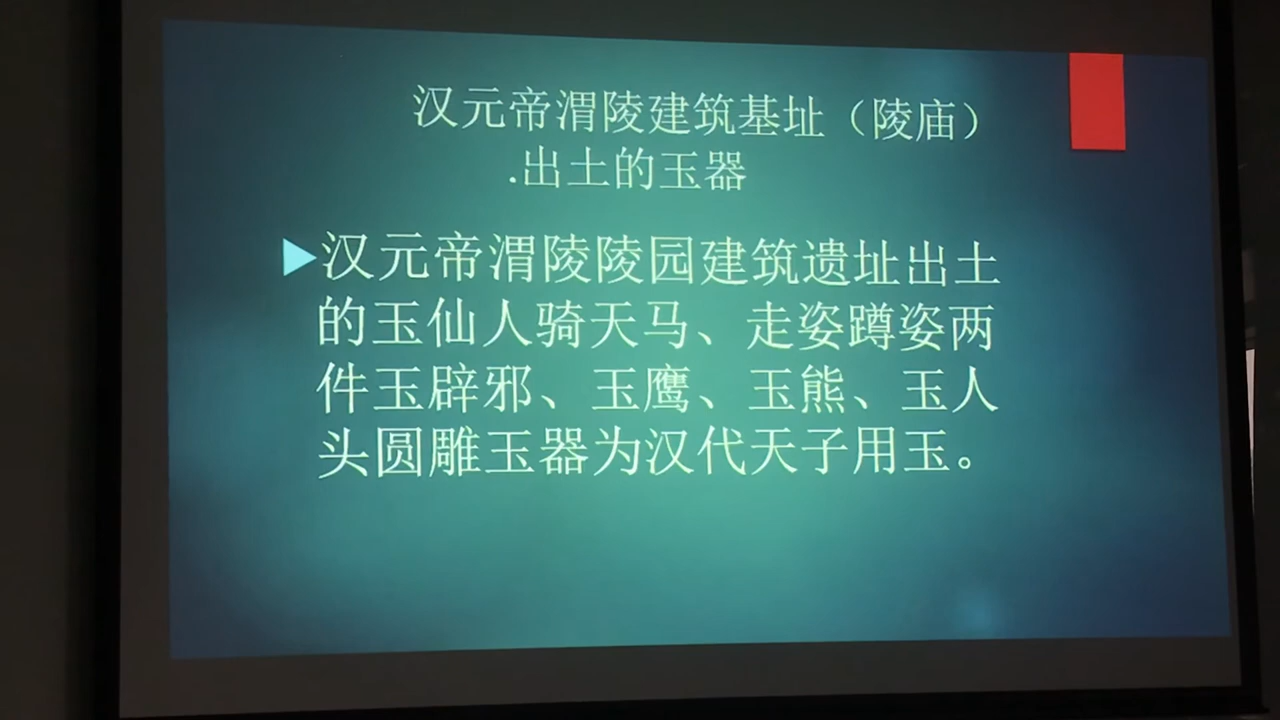 汉元帝渭陵建筑基址（陵庙）
.出土的玉器
汉元帝渭陵陵园建筑遗址出土
的玉仙人骑天马、走姿蹲姿两
件玉辟邪、玉鹰、玉熊、玉人
头圆雕玉器为汉代天子用玉。